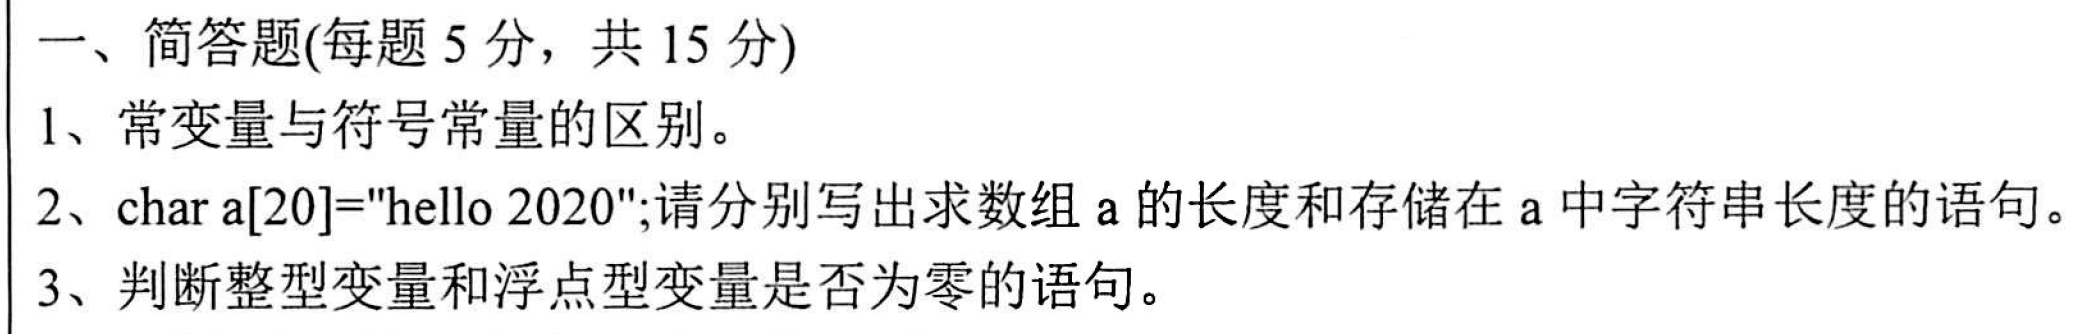 一、简答题(每题 5 分，共 15 分)
1、常变量与符号常量的区别。
2、char a[20]="hello 2020";请分别写出求数组 a 的长度和存储在 a 中字符串长度的语句。
3、判断整型变量和浮点型变量是否为零的语句。